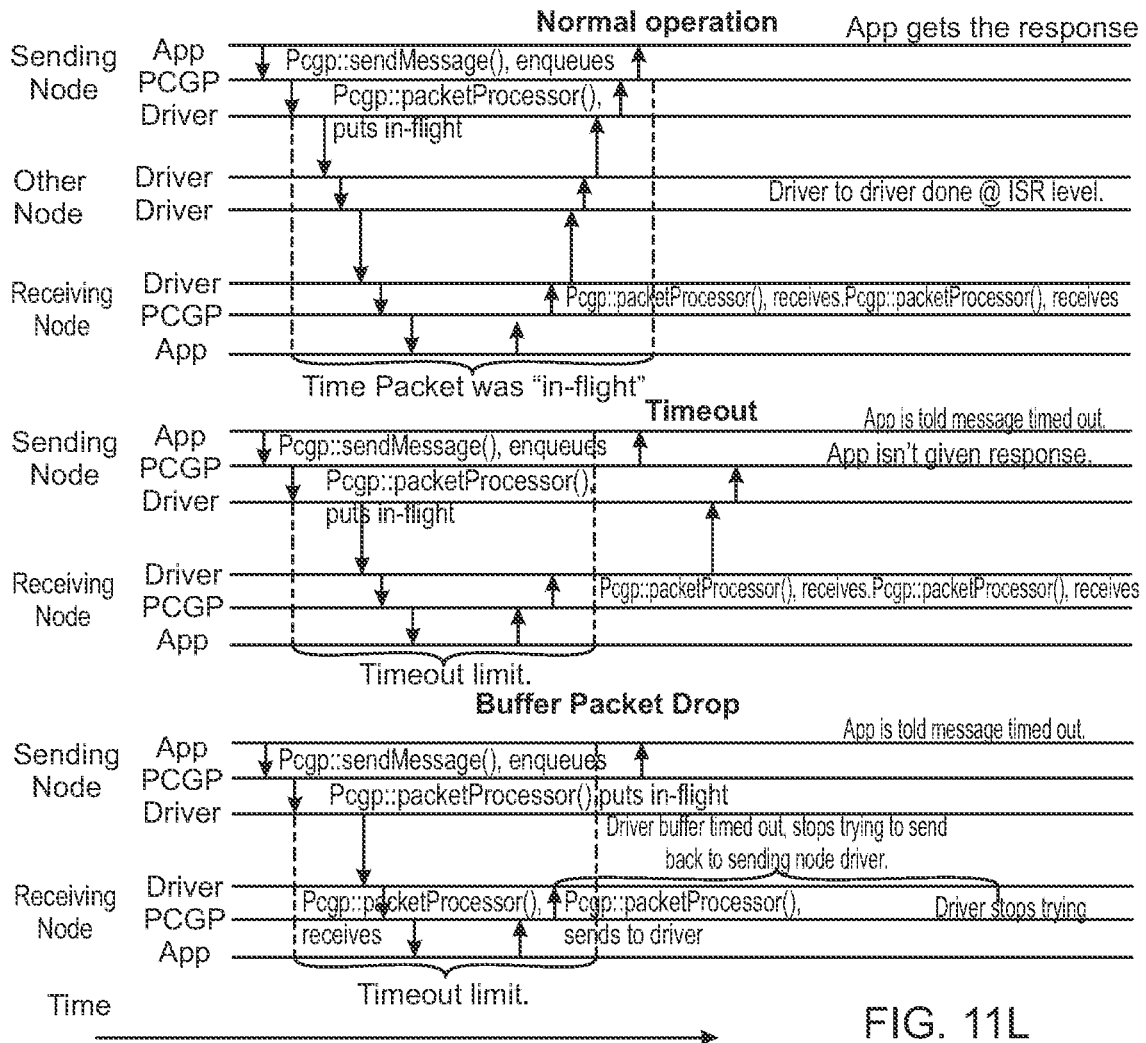 Normal operation
App gets the response
Sending Node
App
Pcgp::sendMessage(), enqueues
PCGP
Pcgp::packetProcessor(), puts in-flight
Driver
Other Node
Driver
Driver to driver done @ ISR level.
Driver
Receiving Node
Driver
Pcgp::packetProcessor(), receives.Pcgp::packetProcessor(), receives
PCGP
App
Time Packet was “in-flight”
Timeout
App is told message timed out.
Sending Node
App
Pcgp::sendMessage(), enqueues
App isn't given response.
PCGP
Pcgp::packetProcessor(), puts in-flight
Driver
Receiving Node
Driver
Pcgp::packetProcessor(), receives.Pcgp::packetProcessor(), receives
PCGP
App
Timeout limit.
Buffer Packet Drop
App is told message timed out.
Sending Node
App
Pcgp::sendMessage(), enqueues
PCGP
Pcgp::packetProcessor(),puts in-flight
Driver
Driver buffer timed out, stops trying to send
back to sending node driver.
Receiving Node
Driver
Pcgp::packetProcessor(), receives
Pcgp::packetProcessor(), sends to driver
Driver stops trying
PCGP
App
Timeout limit.
Time
FIG. 11L